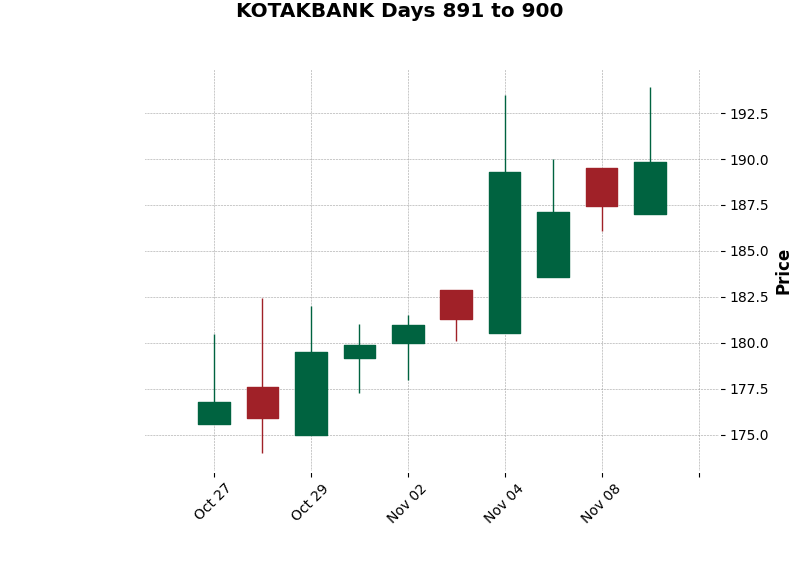 KOTAKBANK Days 891 to 900
192.5
190.0
187.5
185.0
182.5
180.0
177.5
175.0
Price
Oct 27
Oct 29
Nov 02
Nov 04
Nov 08